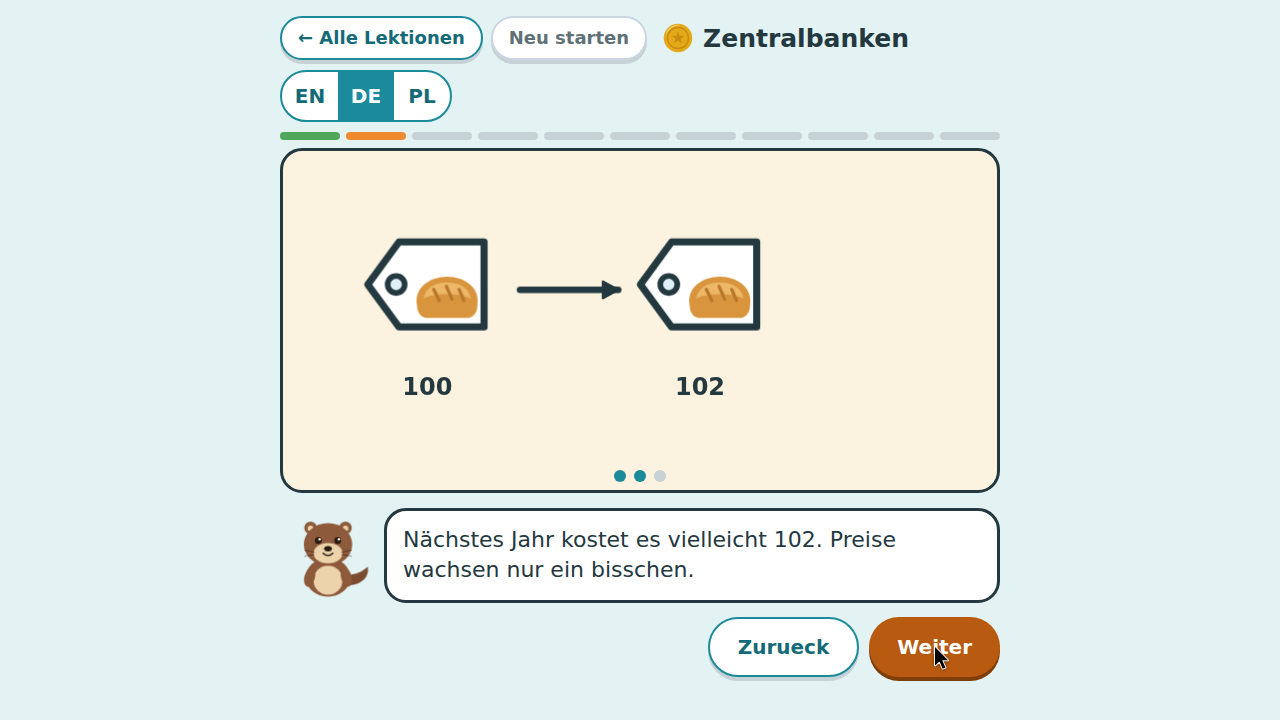 ← Alle Lektionen
Neu starten
Zentralbanken
EN DE PL
100
102
Nächstes Jahr kostet es vielleicht 102. Preise
wachsen nur ein bisschen.
Zurueck
Weiter